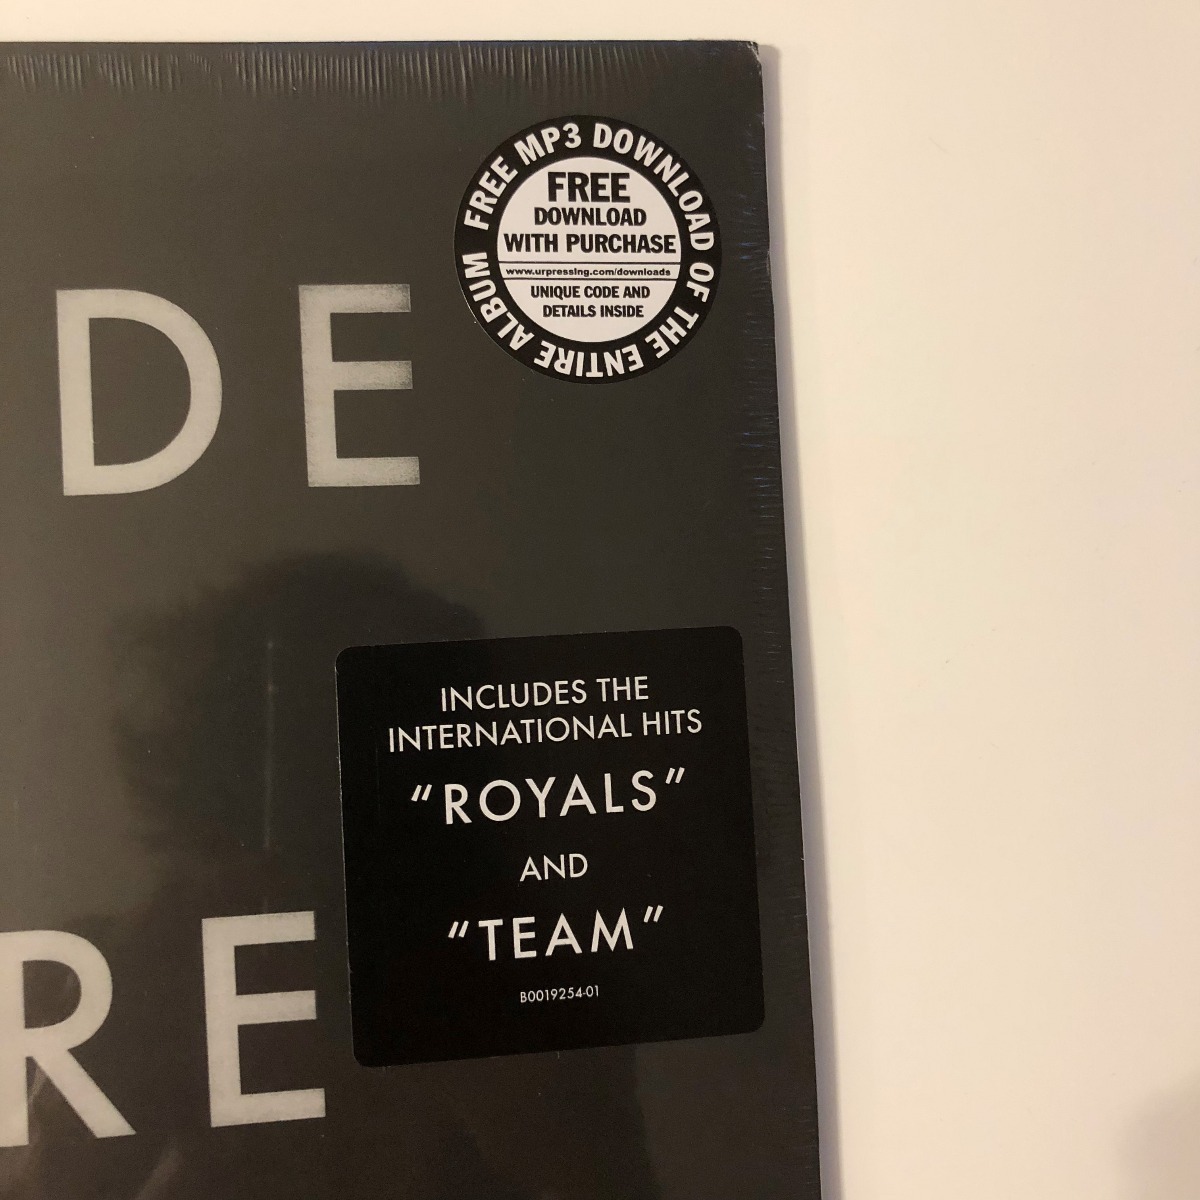 FREE MP3 DOWNLOAD OF THE ENTIRE ALBUM
FREE
DOWNLOAD
WITH PURCHASE
www.urpressing.com/downloads
UNIQUE CODE AND
DETAILS INSIDE
DE
INCLUDES THE
INTERNATIONAL HITS
"ROYALS"
AND
"TEAM"
B0019254-01
RE